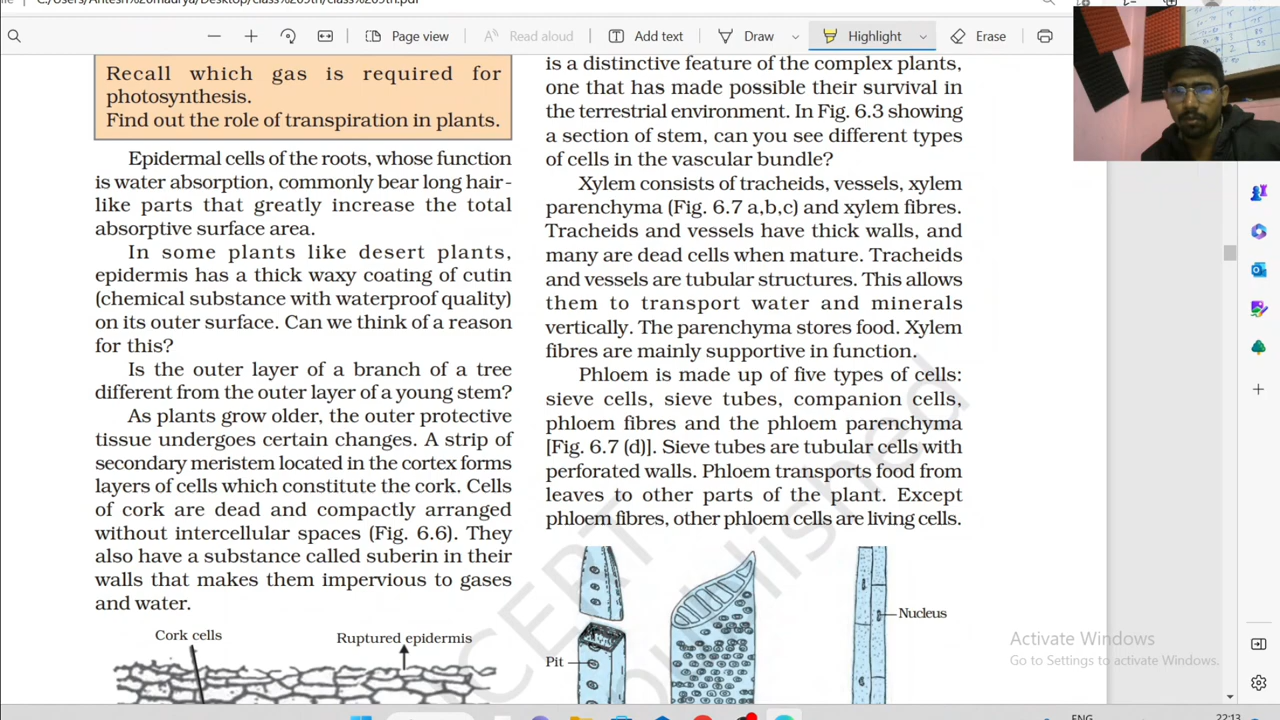 Page view
Read aloud
Add text
Draw
Highlight
Erase
Recall which gas is required for
photosynthesis.
Find out the role of transpiration in plants.
Epidermal cells of the roots, whose function
is water absorption, commonly bear long hair-
like parts that greatly increase the total
absorptive surface area.
In some plants like desert plants,
epidermis has a thick waxy coating of cutin
(chemical substance with waterproof quality)
on its outer surface. Can we think of a reason
for this?
Is the outer layer of a branch of a tree
different from the outer layer of a young stem?
As plants grow older, the outer protective
tissue undergoes certain changes. A strip of
secondary meristem located in the cortex forms
layers of cells which constitute the cork. Cells
of cork are dead and compactly arranged
without intercellular spaces (Fig. 6.6). They
also have a substance called suberin in their
walls that makes them impervious to gases
and water.
Cork cells
Ruptured epidermis
is a distinctive feature of the complex plants,
one that has made possible their survival in
the terrestrial environment. In Fig. 6.3 showing
a section of stem, can you see different types
of cells in the vascular bundle?
Xylem consists of tracheids, vessels, xylem
parenchyma (Fig. 6.7 a,b,c) and xylem fibres.
Tracheids and vessels have thick walls, and
many are dead cells when mature. Tracheids
and vessels are tubular structures. This allows
them to transport water and minerals
vertically. The parenchyma stores food. Xylem
fibres are mainly supportive in function.
Phloem is made up of five types of cells:
sieve cells, sieve tubes, companion cells,
phloem fibres and the phloem parenchyma
[Fig. 6.7 (d)]. Sieve tubes are tubular cells with
perforated walls. Phloem transports food from
leaves to other parts of the plant. Except
phloem fibres, other phloem cells are living cells.
Pit
Nucleus
Activate Windows
Go to Settings to activate Windows.
ENG
22:13